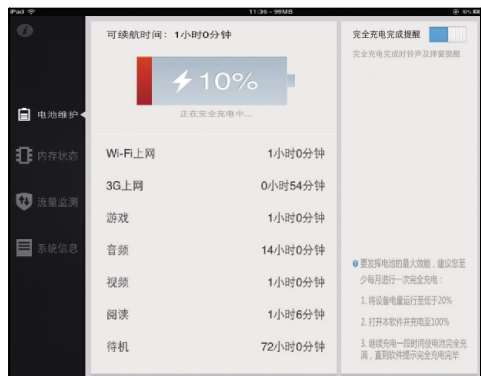 iPad
11:35 - 99MB
10%
电池维护
内存状态
流量监测
系统信息
可续航时间：1小时0分钟
10%
正在完全充电中...
Wi-Fi上网 1小时0分钟
3G上网 0小时54分钟
游戏 1小时0分钟
音频 14小时0分钟
视频 1小时0分钟
阅读 1小时6分钟
待机 72小时0分钟
完全充电完成提醒
完全充电完成时铃声及弹窗提醒
要发挥电池的最大效能，建议您至
少每月进行一次完全充电：
1. 将设备电量运行至低于20%
2. 打开本软件并充电至100%
3. 继续充电一段时间使电池完全充
满，直到软件提示完全充电完毕